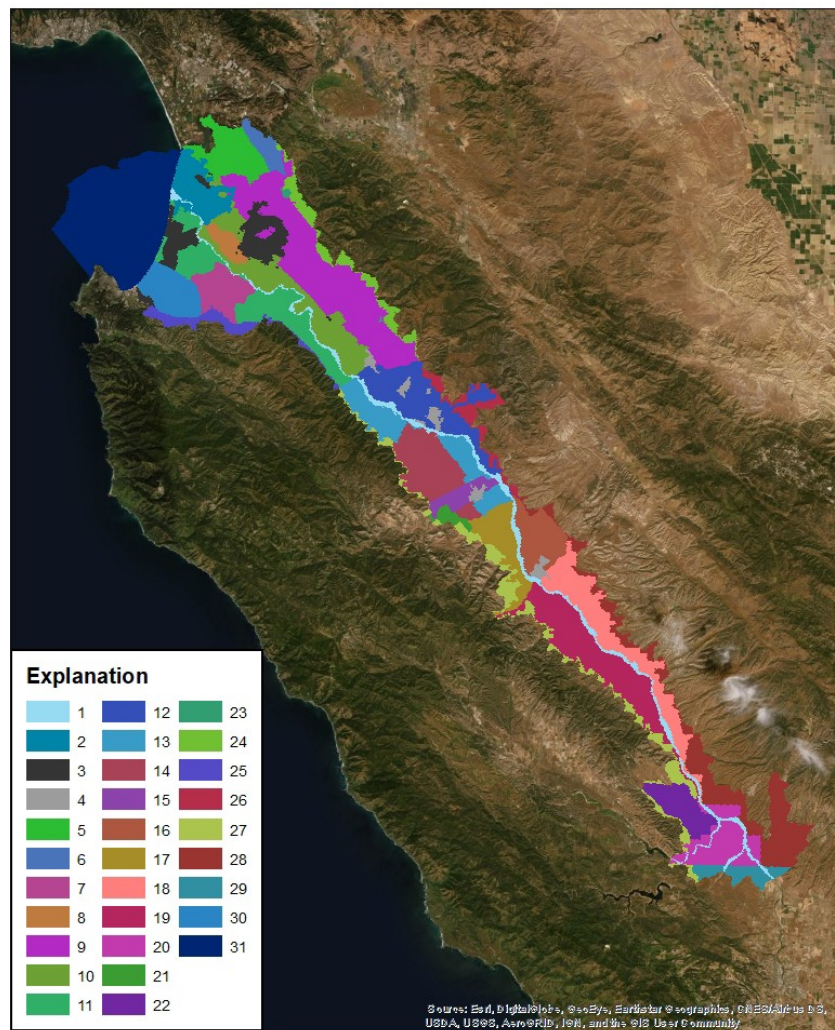 Explanation
1 12 23
2 13 24
3 14 25
4 15 26
5 16 27
6 17 28
7 18 29
8 19 30
9 20 31
10 21
11 22
Source: Esri, DigitalGlobe, GeoEye, Earthstar Geographics, CNES/Airbus DS,
USDA, USGS, AeroGRID, IGN, and the GIS User Community